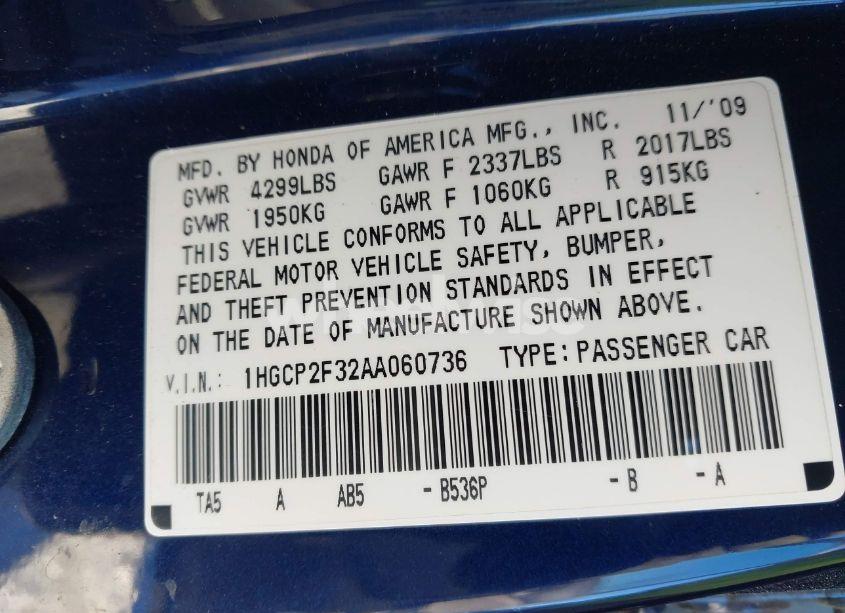 MFD. BY HONDA OF AMERICA MFG., INC. 11/'09
GVWR 4299LBS GAWR F 2337LBS R 2017LBS
GVWR 1950KG GAWR F 1060KG R 915KG
THIS VEHICLE CONFORMS TO ALL APPLICABLE
FEDERAL MOTOR VEHICLE SAFETY, BUMPER,
AND THEFT PREVENTION STANDARDS IN EFFECT
ON THE DATE OF MANUFACTURE SHOWN ABOVE.
V.I.N.: 1HGCP2F32AA060736 TYPE:PASSENGER CAR
TA5 A AB5 -B536P -B -A